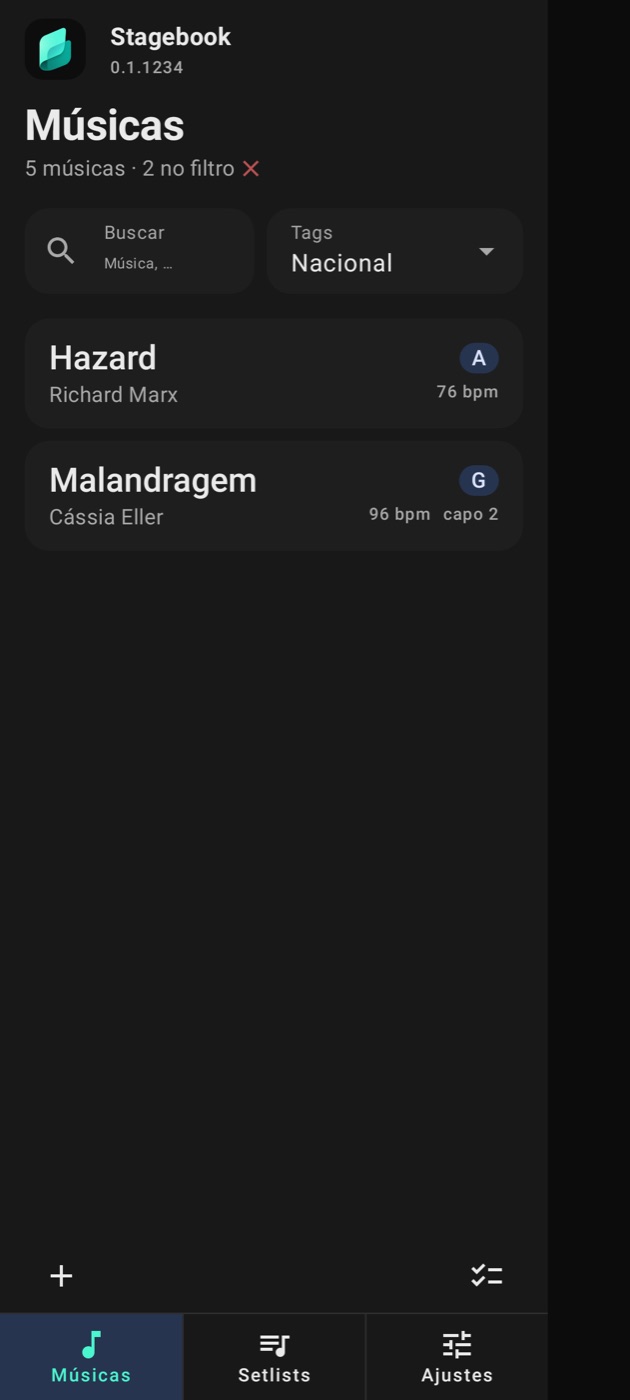 Stagebook
0.1.1234
Músicas
5 músicas · 2 no filtro
Buscar
Música, …
Tags
Nacional
Hazard
A
Richard Marx
76 bpm
Malandragem
G
Cássia Eller
96 bpm capo 2
Músicas
Setlists
Ajustes